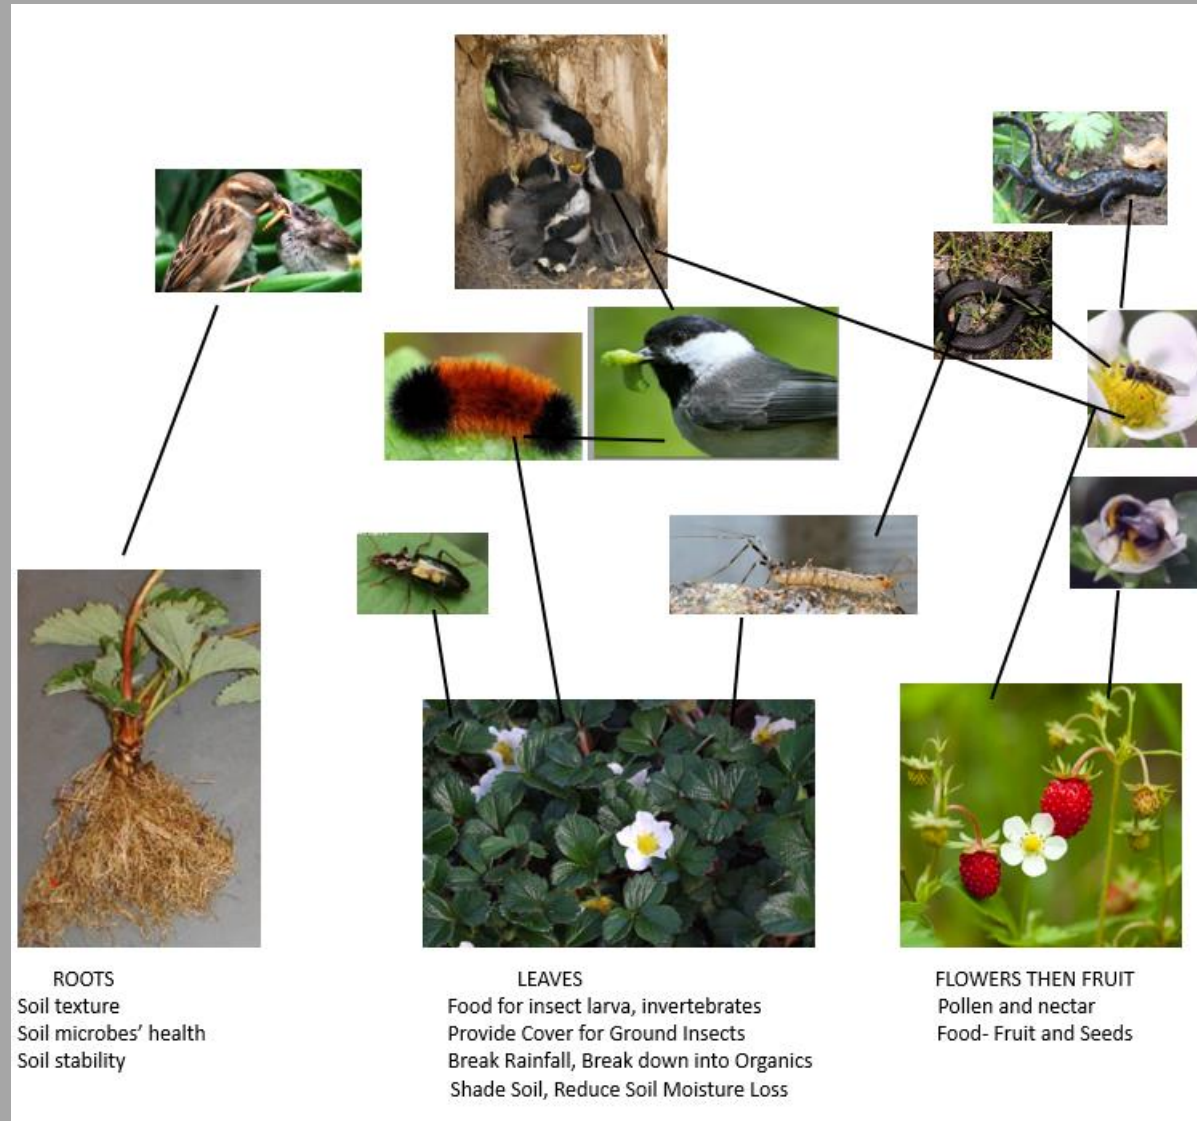 ROOTS
Soil texture
Soil microbes’ health
Soil stability
LEAVES
Food for insect larva, invertebrates
Provide Cover for Ground Insects
Break Rainfall, Break down into Organics
Shade Soil, Reduce Soil Moisture Loss
FLOWERS THEN FRUIT
Pollen and nectar
Food- Fruit and Seeds